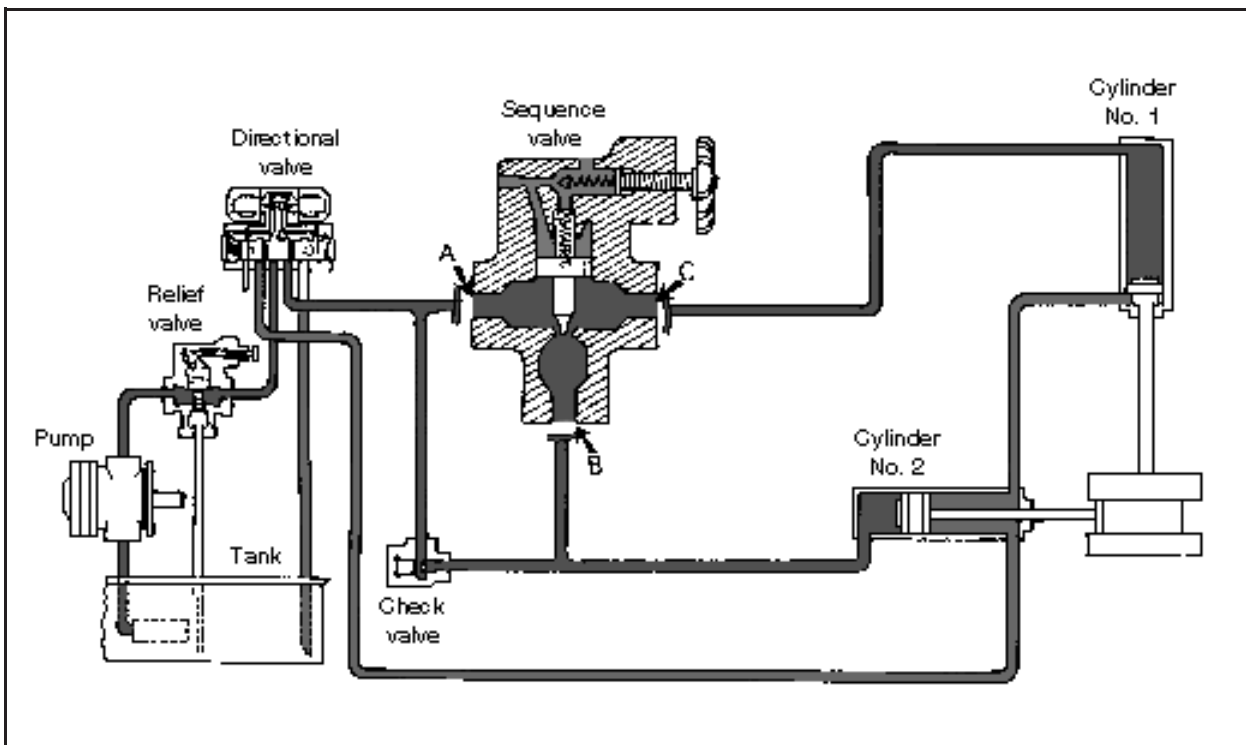 Cylinder
No. 1
Sequence
valve
Directional
valve
A
C
Relief
valve
B
Pump
Cylinder
No. 2
Tank
Check
valve